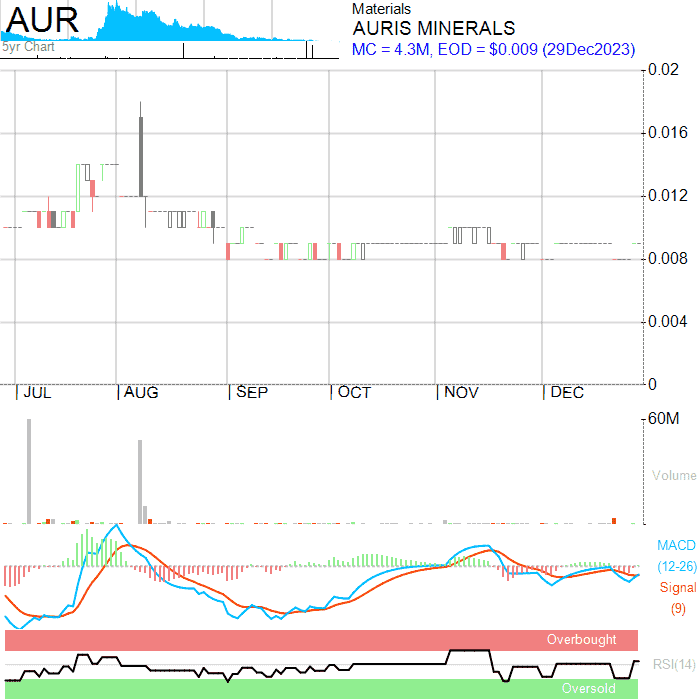 AUR
5yr Chart
Materials
AURIS MINERALS
MC = 4.3M, EOD = $0.009 (29Dec2023)
0.02
0.016
0.012
0.008
0.004
0
JUL AUG SEP OCT NOV DEC
60M
Volume
MACD
(12-26)
Signal
(9)
Overbought
RSI(14)
Oversold